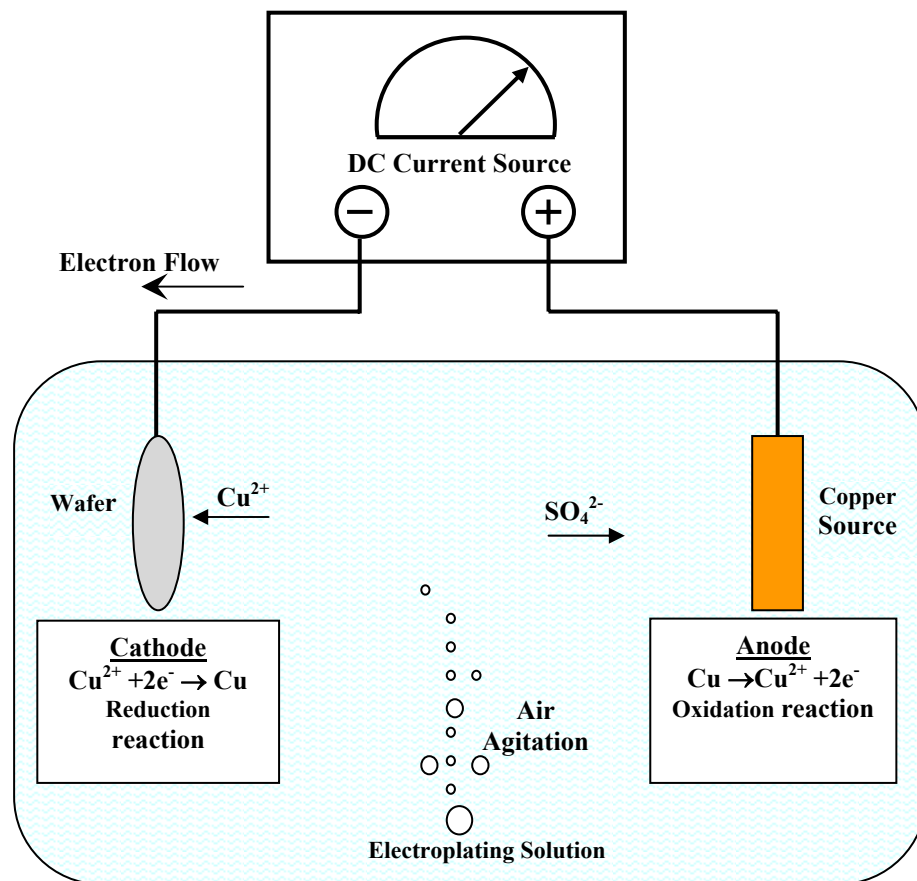 DC Current Source
− +
Electron Flow
Wafer
Cu²⁺
SO₄²⁻
Copper
Source
Cathode
Cu²⁺ +2e⁻ → Cu
Reduction
reaction
Anode
Cu →Cu²⁺ +2e⁻
Oxidation reaction
Air
Agitation
Electroplating Solution